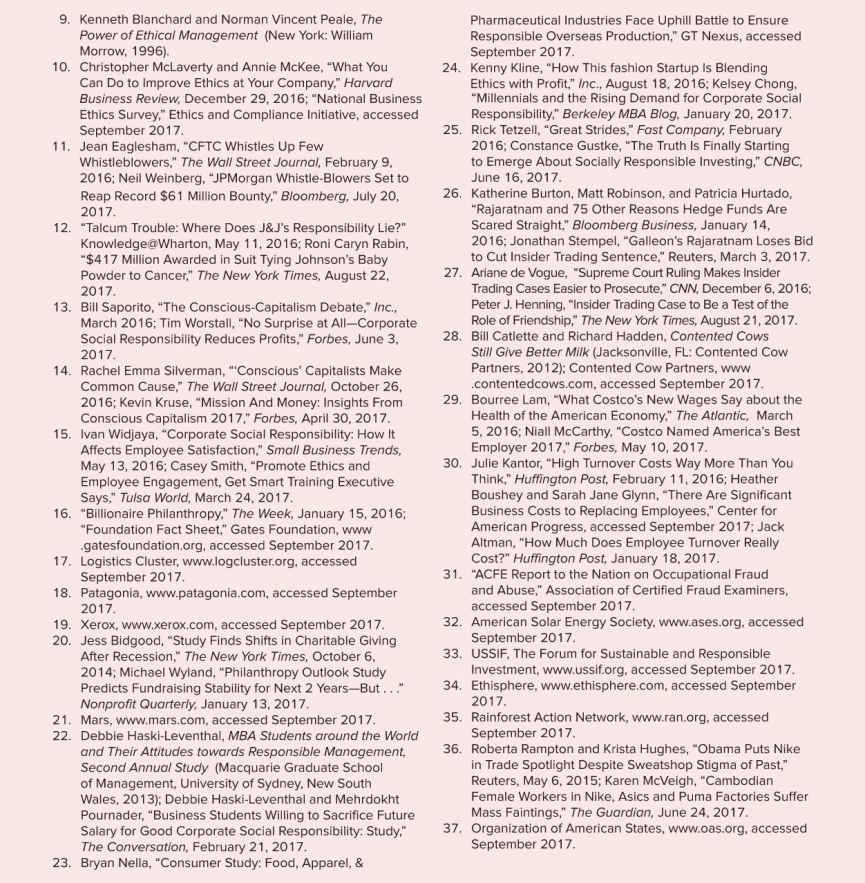 9. Kenneth Blanchard and Norman Vincent Peale, The
Power of Ethical Management (New York: William
Morrow, 1996).
10. Christopher McLaverty and Annie McKee, “What You
Can Do to Improve Ethics at Your Company,” Harvard
Business Review, December 29, 2016; “National Business
Ethics Survey,” Ethics and Compliance Initiative, accessed
September 2017.
11. Jean Eaglesham, “CFTC Whistles Up Few
Whistleblowers,” The Wall Street Journal, February 9,
2016; Neil Weinberg, “JPMorgan Whistle-Blowers Set to
Reap Record $61 Million Bounty,” Bloomberg, July 20,
2017.
12. “Talcum Trouble: Where Does J&J’s Responsibility Lie?”
Knowledge@Wharton, May 11, 2016; Roni Caryn Rabin,
“$417 Million Awarded in Suit Tying Johnson’s Baby
Powder to Cancer,” The New York Times, August 22,
2017.
13. Bill Saporito, “The Conscious-Capitalism Debate,” Inc.,
March 2016; Tim Worstall, “No Surprise at All—Corporate
Social Responsibility Reduces Profits,” Forbes, June 3,
2017.
14. Rachel Emma Silverman, “‘Conscious’ Capitalists Make
Common Cause,” The Wall Street Journal, October 26,
2016; Kevin Kruse, “Mission And Money: Insights From
Conscious Capitalism 2017,” Forbes, April 30, 2017.
15. Ivan Widjaya, “Corporate Social Responsibility: How It
Affects Employee Satisfaction,” Small Business Trends,
May 13, 2016; Casey Smith, “Promote Ethics and
Employee Engagement, Get Smart Training Executive
Says,” Tulsa World, March 24, 2017.
16. “Billionaire Philanthropy,” The Week, January 15, 2016;
“Foundation Fact Sheet,” Gates Foundation, www
.gatesfoundation.org, accessed September 2017.
17. Logistics Cluster, www.logcluster.org, accessed
September 2017.
18. Patagonia, www.patagonia.com, accessed September
2017.
19. Xerox, www.xerox.com, accessed September 2017.
20. Jess Bidgood, “Study Finds Shifts in Charitable Giving
After Recession,” The New York Times, October 6,
2014; Michael Wyland, “Philanthropy Outlook Study
Predicts Fundraising Stability for Next 2 Years—But . . .”
Nonprofit Quarterly, January 13, 2017.
21. Mars, www.mars.com, accessed September 2017.
22. Debbie Haski-Leventhal, MBA Students around the World
and Their Attitudes towards Responsible Management,
Second Annual Study (Macquarie Graduate School
of Management, University of Sydney, New South
Wales, 2013); Debbie Haski-Leventhal and Mehrdokht
Pournader, “Business Students Willing to Sacrifice Future
Salary for Good Corporate Social Responsibility: Study,”
The Conversation, February 21, 2017.
23. Bryan Nella, “Consumer Study: Food, Apparel, &
Pharmaceutical Industries Face Uphill Battle to Ensure
Responsible Overseas Production,” GT Nexus, accessed
September 2017.
24. Kenny Kline, “How This fashion Startup Is Blending
Ethics with Profit,” Inc., August 18, 2016; Kelsey Chong,
“Millennials and the Rising Demand for Corporate Social
Responsibility,” Berkeley MBA Blog, January 20, 2017.
25. Rick Tetzell, “Great Strides,” Fast Company, February
2016; Constance Gustke, “The Truth Is Finally Starting
to Emerge About Socially Responsible Investing,” CNBC,
June 16, 2017.
26. Katherine Burton, Matt Robinson, and Patricia Hurtado,
“Rajaratnam and 75 Other Reasons Hedge Funds Are
Scared Straight,” Bloomberg Business, January 14,
2016; Jonathan Stempel, “Galleon’s Rajaratnam Loses Bid
to Cut Insider Trading Sentence,” Reuters, March 3, 2017.
27. Ariane de Vogue, “Supreme Court Ruling Makes Insider
Trading Cases Easier to Prosecute,” CNN, December 6, 2016;
Peter J. Henning, “Insider Trading Case to Be a Test of the
Role of Friendship,” The New York Times, August 21, 2017.
28. Bill Catlette and Richard Hadden, Contented Cows
Still Give Better Milk (Jacksonville, FL: Contented Cow
Partners, 2012); Contented Cow Partners, www
.contentedcows.com, accessed September 2017.
29. Bourree Lam, “What Costco’s New Wages Say about the
Health of the American Economy,” The Atlantic, March
5, 2016; Niall McCarthy, “Costco Named America’s Best
Employer 2017,” Forbes, May 10, 2017.
30. Julie Kantor, “High Turnover Costs Way More Than You
Think,” Huffington Post, February 11, 2016; Heather
Boushey and Sarah Jane Glynn, “There Are Significant
Business Costs to Replacing Employees,” Center for
American Progress, accessed September 2017; Jack
Altman, “How Much Does Employee Turnover Really
Cost?” Huffington Post, January 18, 2017.
31. “ACFE Report to the Nation on Occupational Fraud
and Abuse,” Association of Certified Fraud Examiners,
accessed September 2017.
32. American Solar Energy Society, www.ases.org, accessed
September 2017.
33. USSIF, The Forum for Sustainable and Responsible
Investment, www.ussif.org, accessed September 2017.
34. Ethisphere, www.ethisphere.com, accessed September
2017.
35. Rainforest Action Network, www.ran.org, accessed
September 2017.
36. Roberta Rampton and Krista Hughes, “Obama Puts Nike
in Trade Spotlight Despite Sweatshop Stigma of Past,”
Reuters, May 6, 2015; Karen McVeigh, “Cambodian
Female Workers in Nike, Asics and Puma Factories Suffer
Mass Faintings,” The Guardian, June 24, 2017.
37. Organization of American States, www.oas.org, accessed
September 2017.